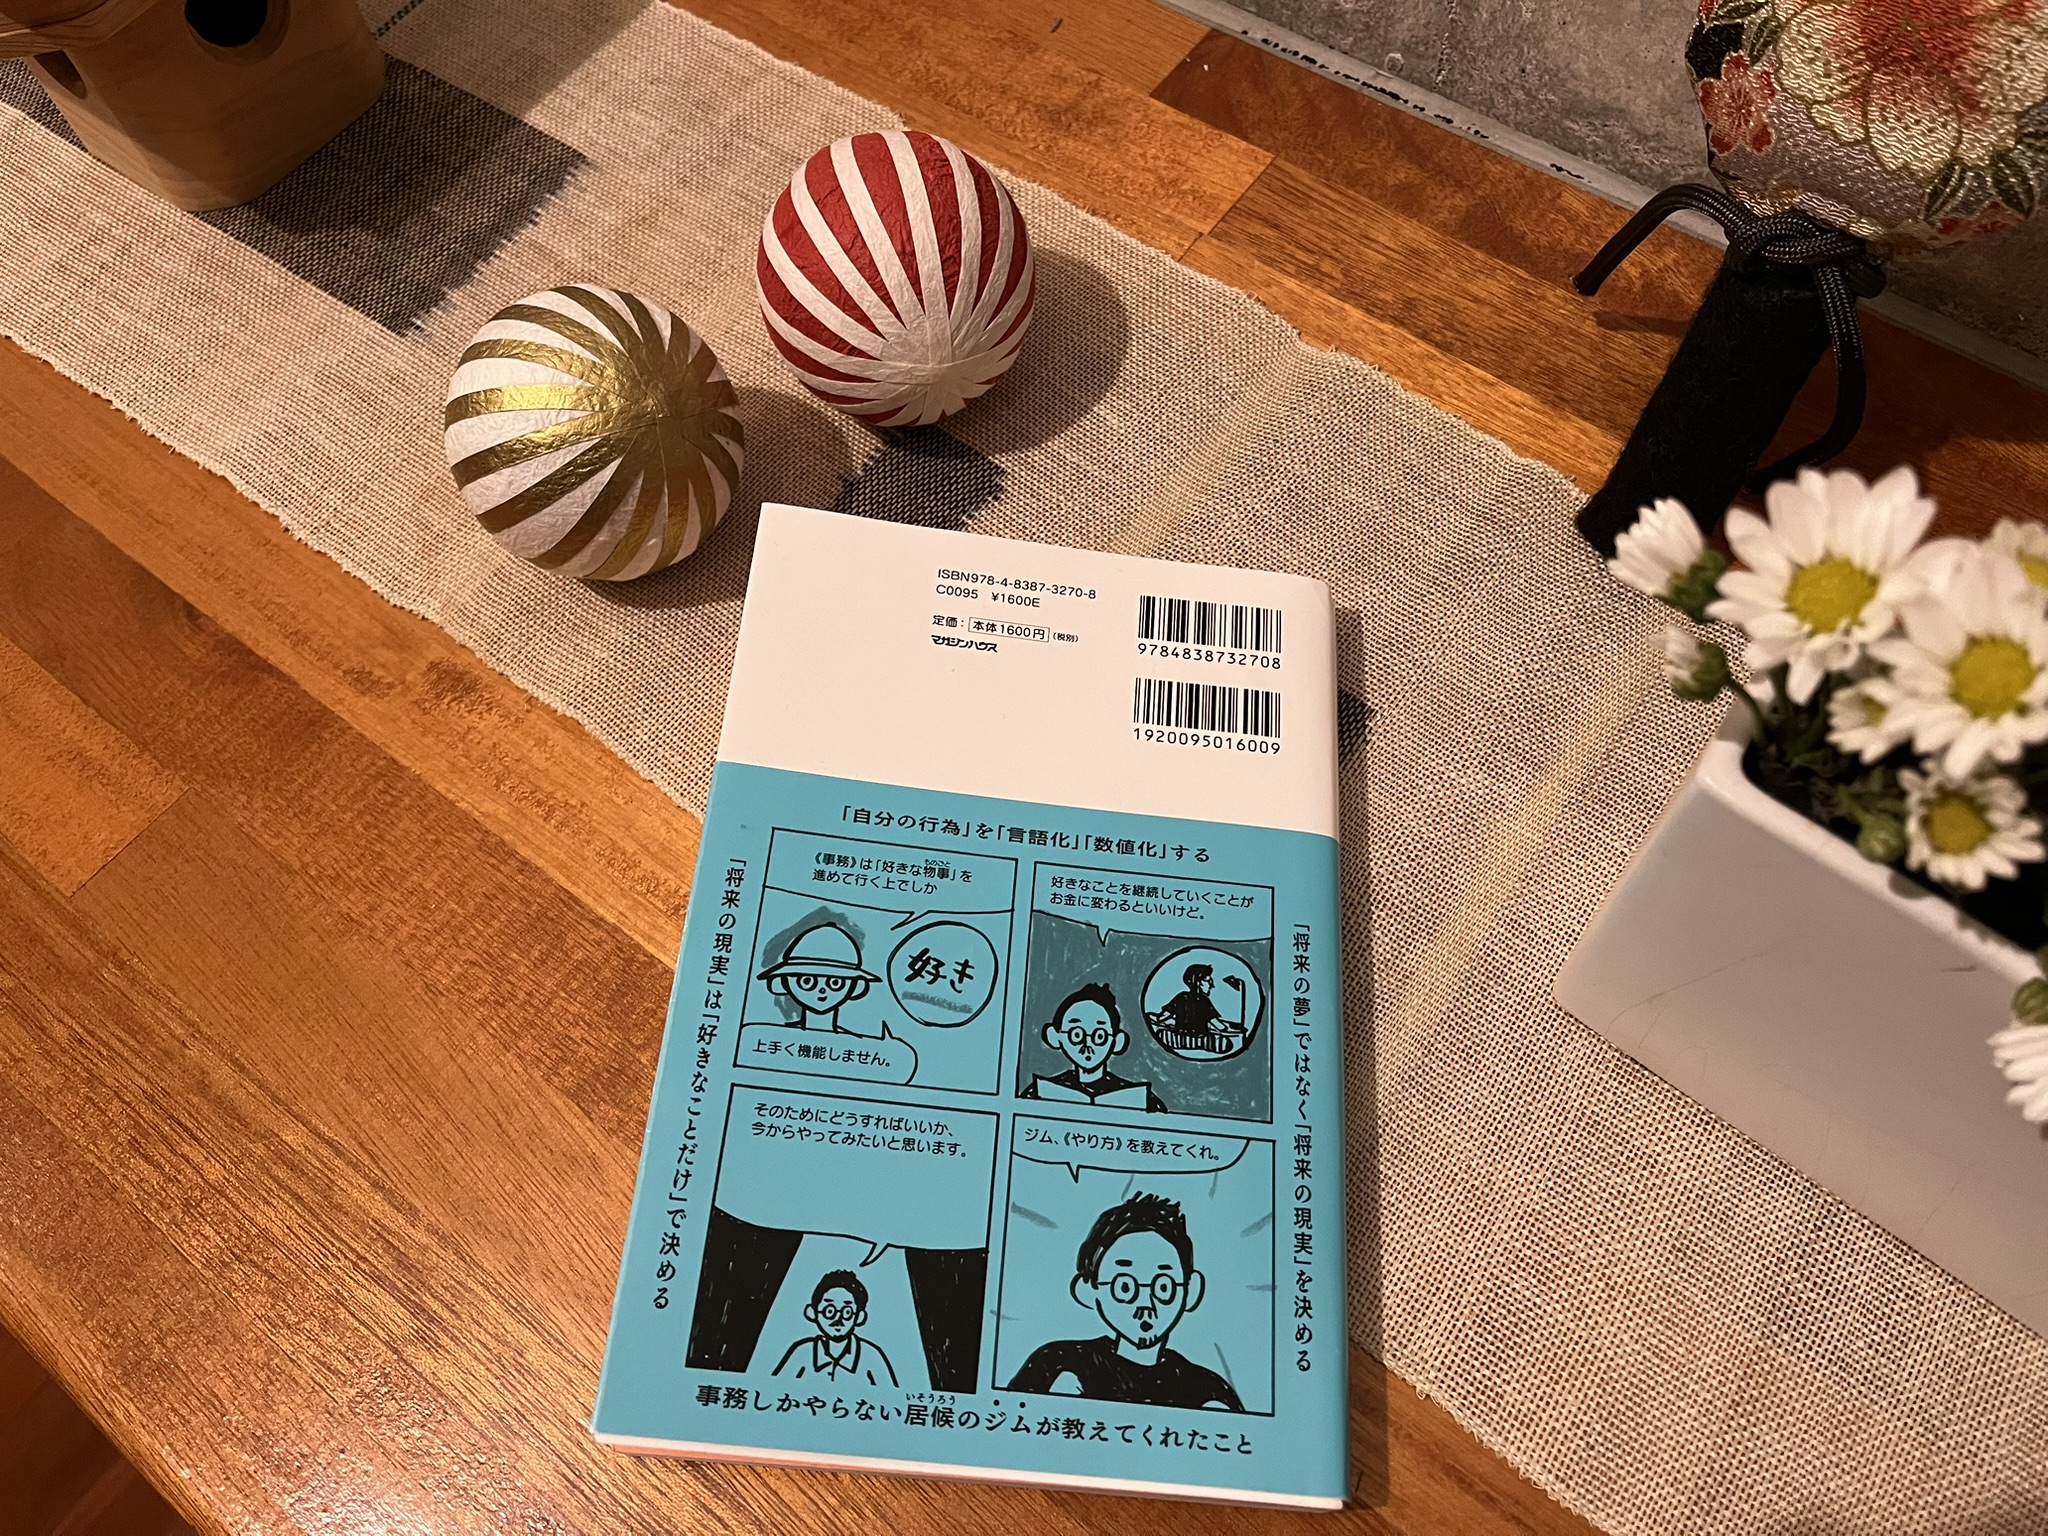 ISBN978-4-8387-3270-8
C0095 ¥1600E
定価：本体1600円（税別）
マガジンハウス
9784838732708
1920095016009
「自分の行為」を「言語化」「数値化」する
「将来の夢」ではなく「将来の現実」を決める
《事務》は「好きな物事」を
ものごと
進めて行く上でしか
好き
上手く機能しません。
好きなことを継続していくことが
お金に変わるといいけど。
そのためにどうすればいいか、
今からやってみたいと思います。
ジム、《やり方》を教えてくれ。
「将来の現実」は「好きなことだけ」で決める
いそうろう
事務しかやらない居候のジムが教えてくれたこと